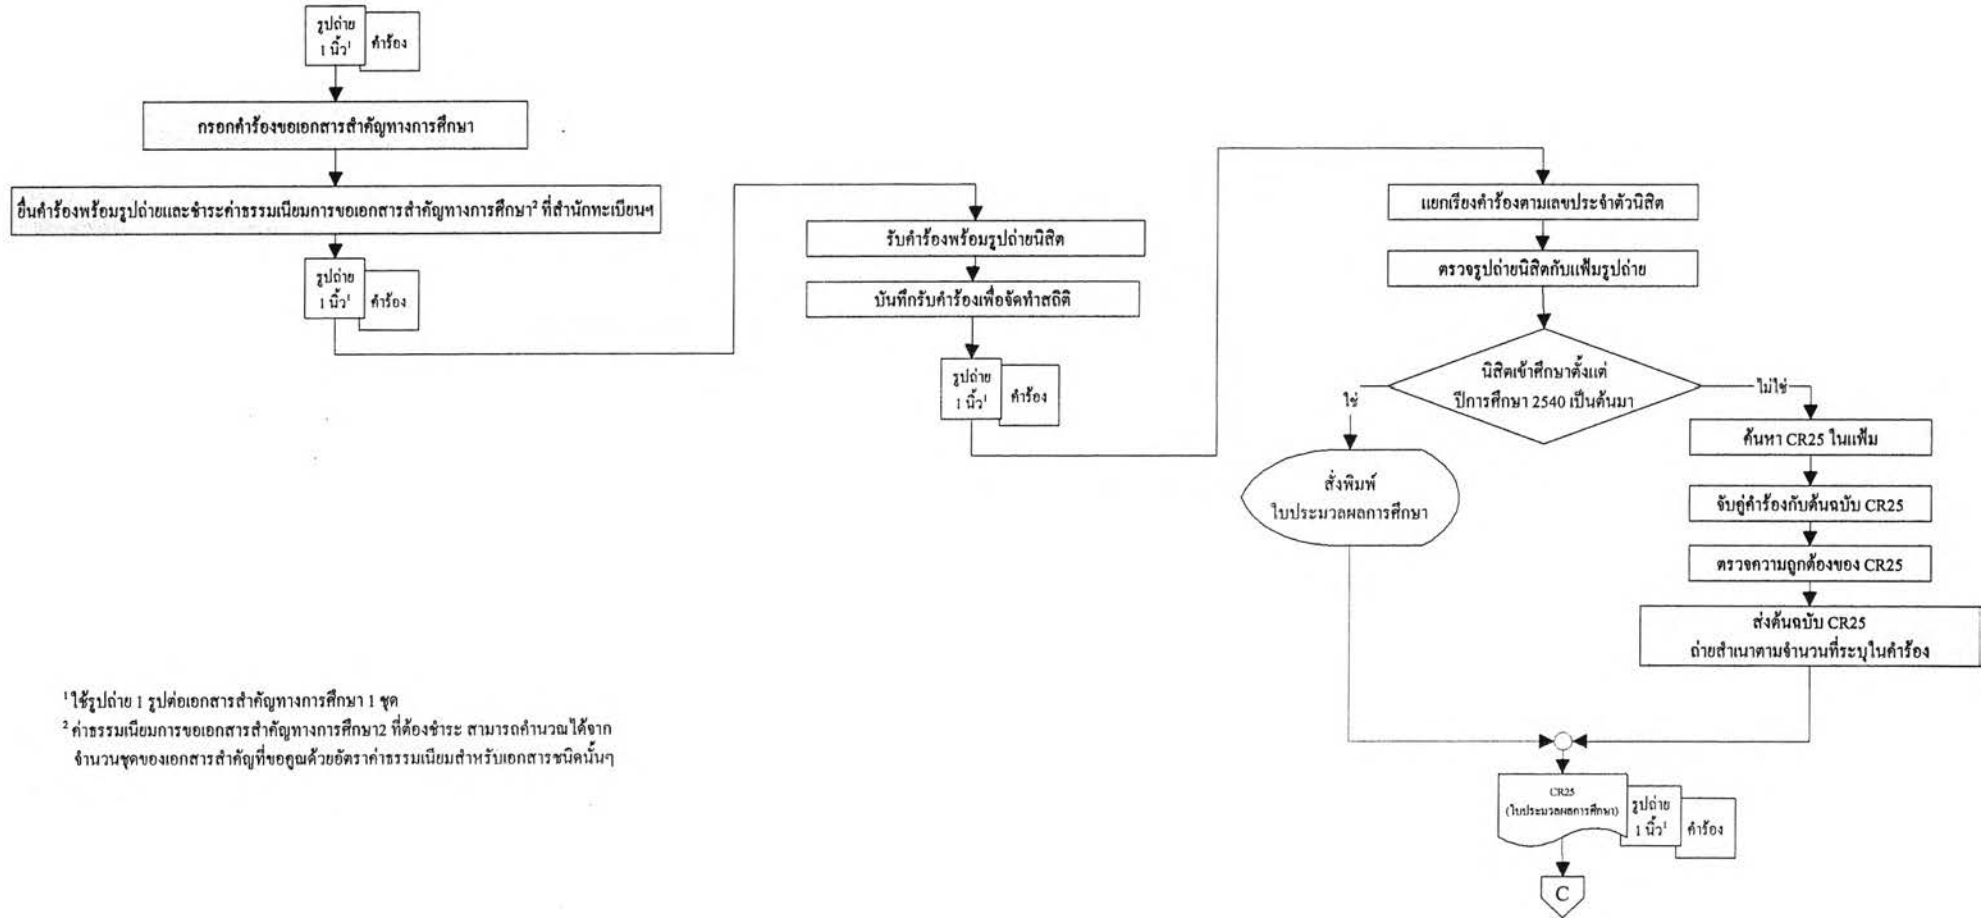 รูปถ่าย
1 นิ้ว¹
คำร้อง
กรอกคำร้องขอเอกสารสำคัญทางการศึกษา
ยื่นคำร้องพร้อมรูปถ่ายและชำระค่าธรรมเนียมการขอเอกสารสำคัญทางการศึกษา² ที่สำนักทะเบียนฯ
รูปถ่าย
1 นิ้ว¹
คำร้อง
รับคำร้องพร้อมรูปถ่ายนิสิต
บันทึกรับคำร้องเพื่อจัดทำสถิติ
รูปถ่าย
1 นิ้ว¹
คำร้อง
แยกเรียงคำร้องตามเลขประจำตัวนิสิต
ตรวจรูปถ่ายนิสิตกับแฟ้มรูปถ่าย
นิสิตเข้าศึกษาตั้งแต่
ปีการศึกษา 2540 เป็นต้นมา
ใช่
ไม่ใช่
สั่งพิมพ์
ใบประมวลผลการศึกษา
ค้นหา CR25 ในแฟ้ม
จับคู่คำร้องกับต้นฉบับ CR25
ตรวจความถูกต้องของ CR25
ส่งต้นฉบับ CR25
ถ่ายสำเนาตามจำนวนที่ระบุในคำร้อง
CR25
(ใบประมวลผลการศึกษา)
รูปถ่าย
1 นิ้ว¹
คำร้อง
C
¹ ใช้รูปถ่าย 1 รูปต่อเอกสารสำคัญทางการศึกษา 1 ชุด
² ค่าธรรมเนียมการขอเอกสารสำคัญทางการศึกษา2 ที่ต้องชำระ สามารถคำนวณได้จาก
จำนวนชุดของเอกสารสำคัญที่ขอคูณด้วยอัตราค่าธรรมเนียมสำหรับเอกสารชนิดนั้นๆ